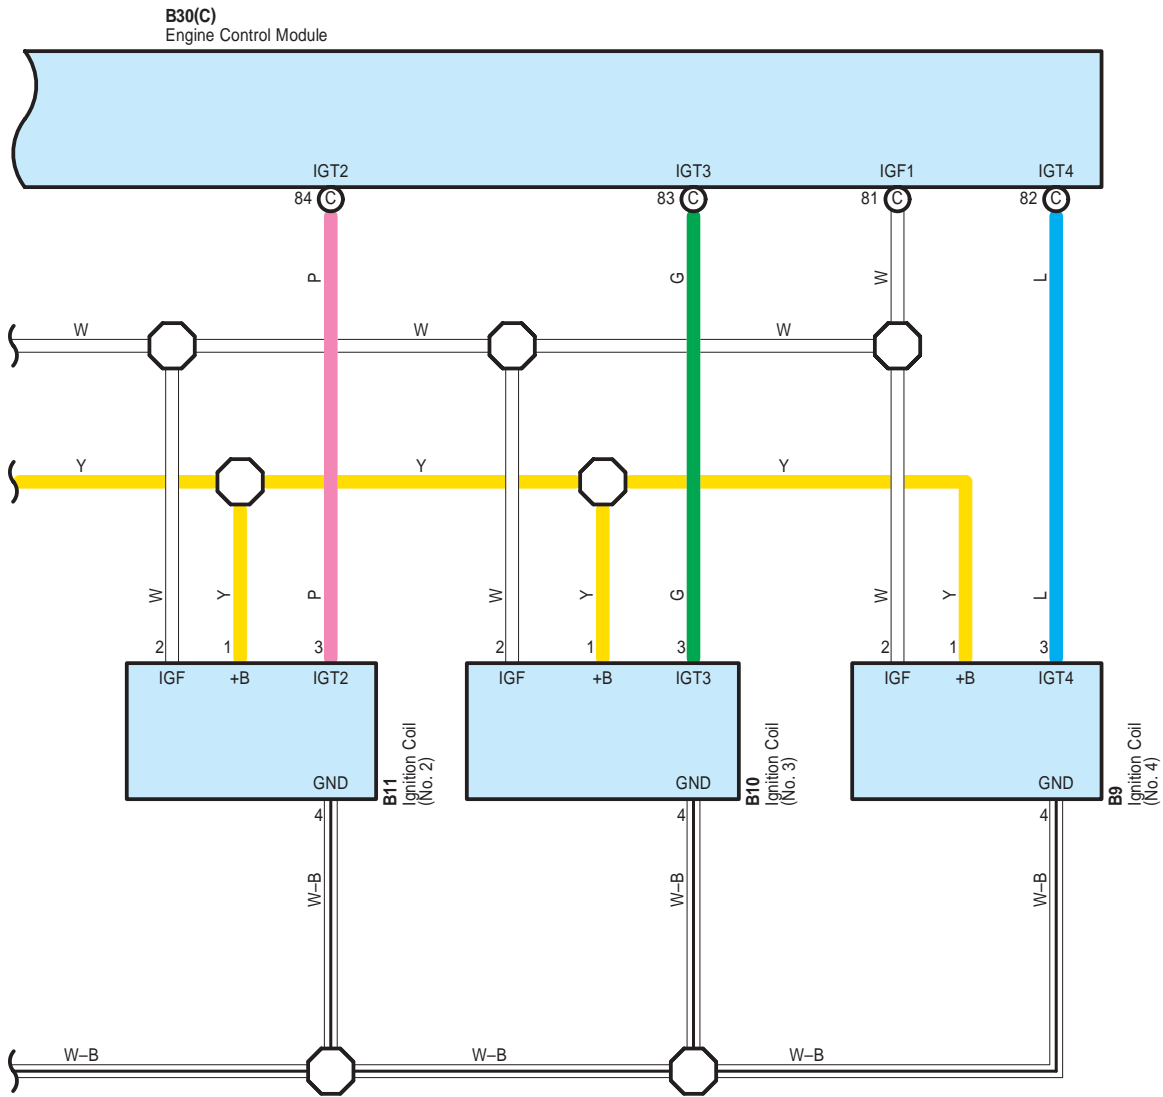 B30(C)
Engine Control Module
IGT2
IGT3
IGF1
IGT4
84 C
83 C
81 C
82 C
P
G
W
L
W
W
W
Y
Y
Y
W
Y
P
W
Y
G
W
Y
L
2
1
3
2
1
3
2
1
3
IGF
+B
IGT2
IGF
+B
IGT3
IGF
+B
IGT4
GND
GND
GND
B11
Ignition Coil
(No. 2)
B10
Ignition Coil
(No. 3)
B9
Ignition Coil
(No. 4)
4
4
4
W–B
W–B
W–B
W–B
W–B
W–B